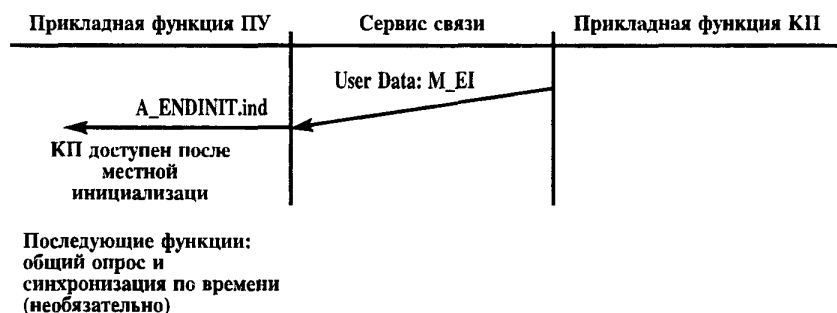 Прикладная функция ПУ
Сервис связи
Прикладная функция КП
User Data: M_EI
A_ENDINIT.ind
КП доступен после
местной
инициализаци
Последующие функции:
общий опрос и
синхронизация по времени
(необязательно)